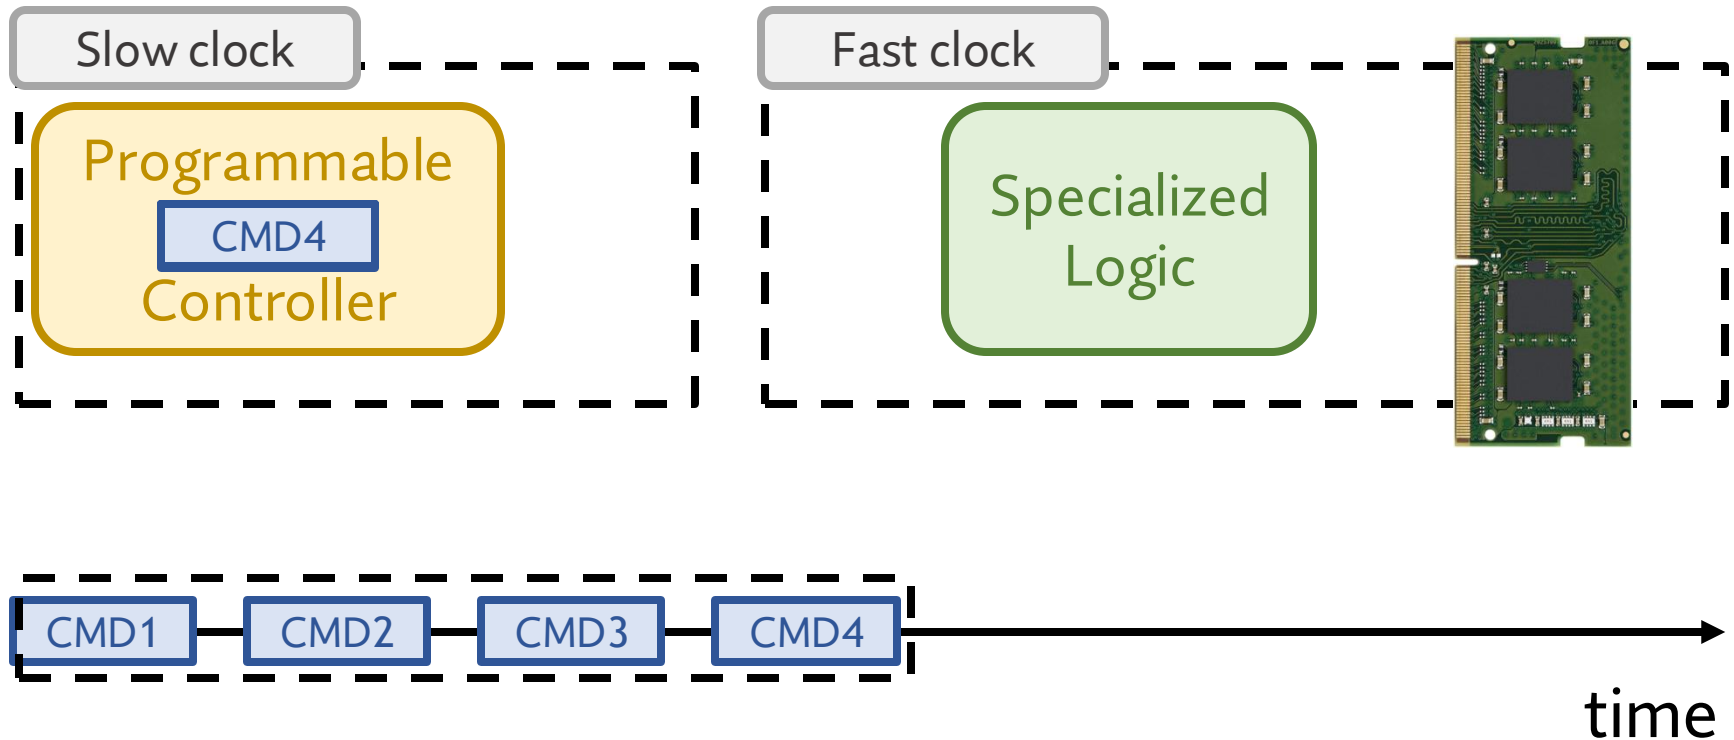 Slow clock
Fast clock
Programmable
CMD4
Controller
Specialized
Logic
CMD1
CMD2
CMD3
CMD4
time